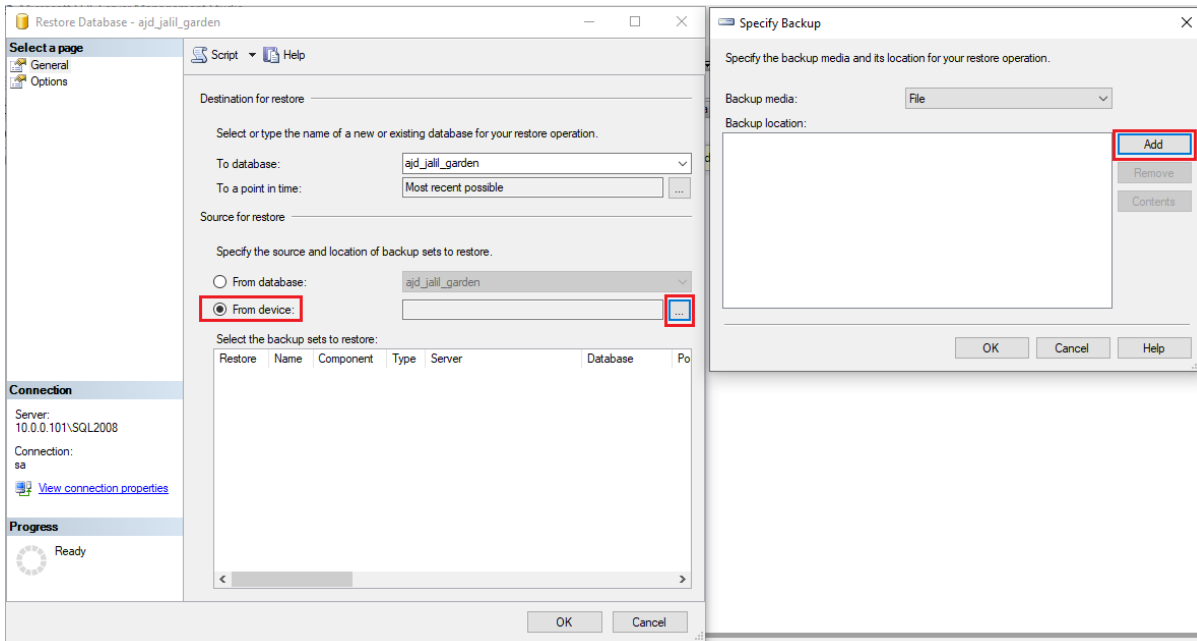 Restore Database - ajd_jalil_garden
Select a page
General
Options
Script
Help
Destination for restore
Select or type the name of a new or existing database for your restore operation.
To database:
ajd_jalil_garden
To a point in time:
Most recent possible
...
Source for restore
Specify the source and location of backup sets to restore.
From database:
ajd_jalil_garden
From device:
...
Select the backup sets to restore:
Restore Name Component Type Server Database Po
Connection
Server:
10.0.0.101\SQL2008
Connection:
sa
View connection properties
Progress
Ready
OK
Cancel
Specify Backup
Specify the backup media and its location for your restore operation.
Backup media:
File
Backup location:
Add
Remove
Contents
OK
Cancel
Help